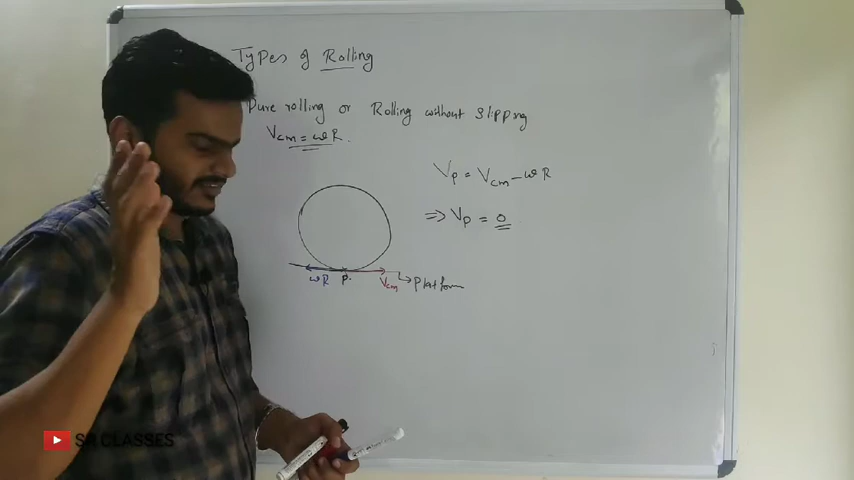 Types of Rolling
Pure rolling or Rolling without slipping
Vcm = ωR.
Vp = Vcm - ωR
⇒ Vp = 0
ωR P. Vcm Platform
SR CLASSES